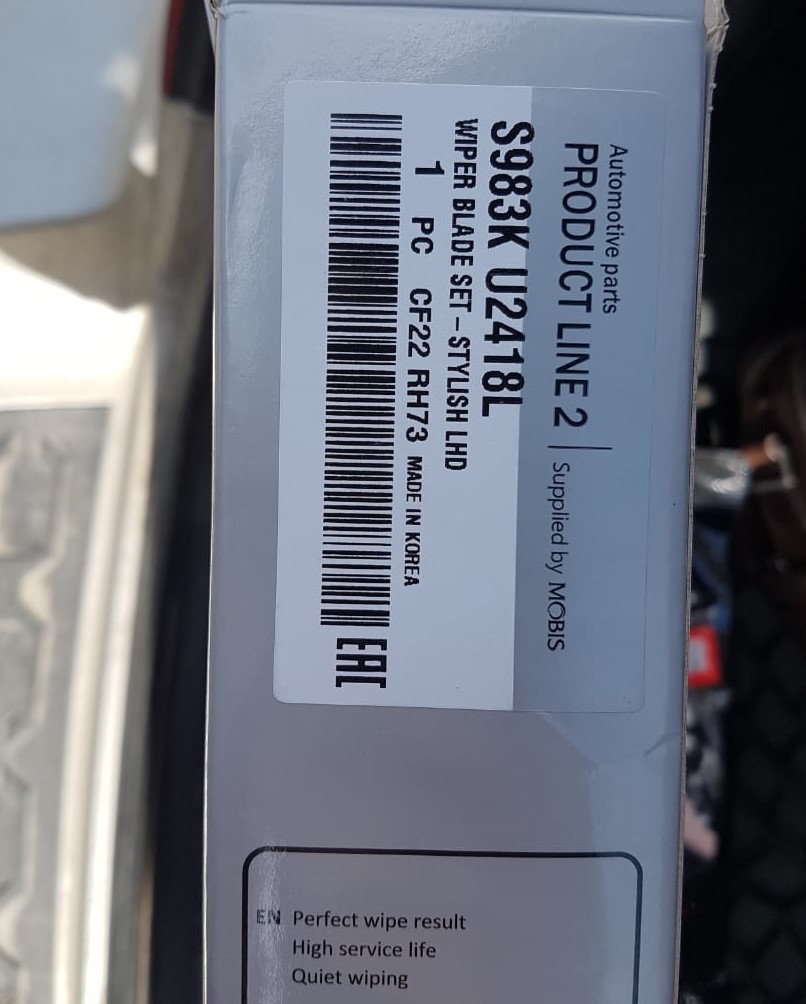 Automotive parts
PRODUCT LINE 2 | Supplied by MOBIS
S983K U2418L
WIPER BLADE SET - STYLISH LHD
1 PC CF22 RH73 MADE IN KOREA
EAC
EN Perfect wipe result
High service life
Quiet wiping